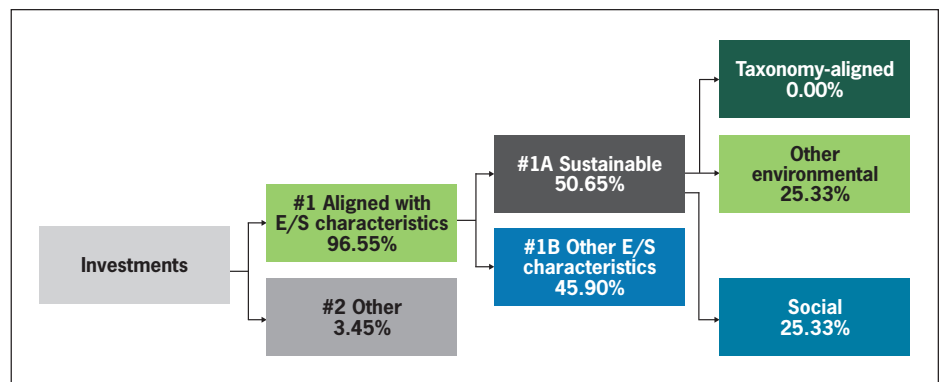 Investments
#1 Aligned with
E/S characteristics
96.55%
#2 Other
3.45%
#1A Sustainable
50.65%
#1B Other E/S
characteristics
45.90%
Taxonomy-aligned
0.00%
Other
environmental
25.33%
Social
25.33%